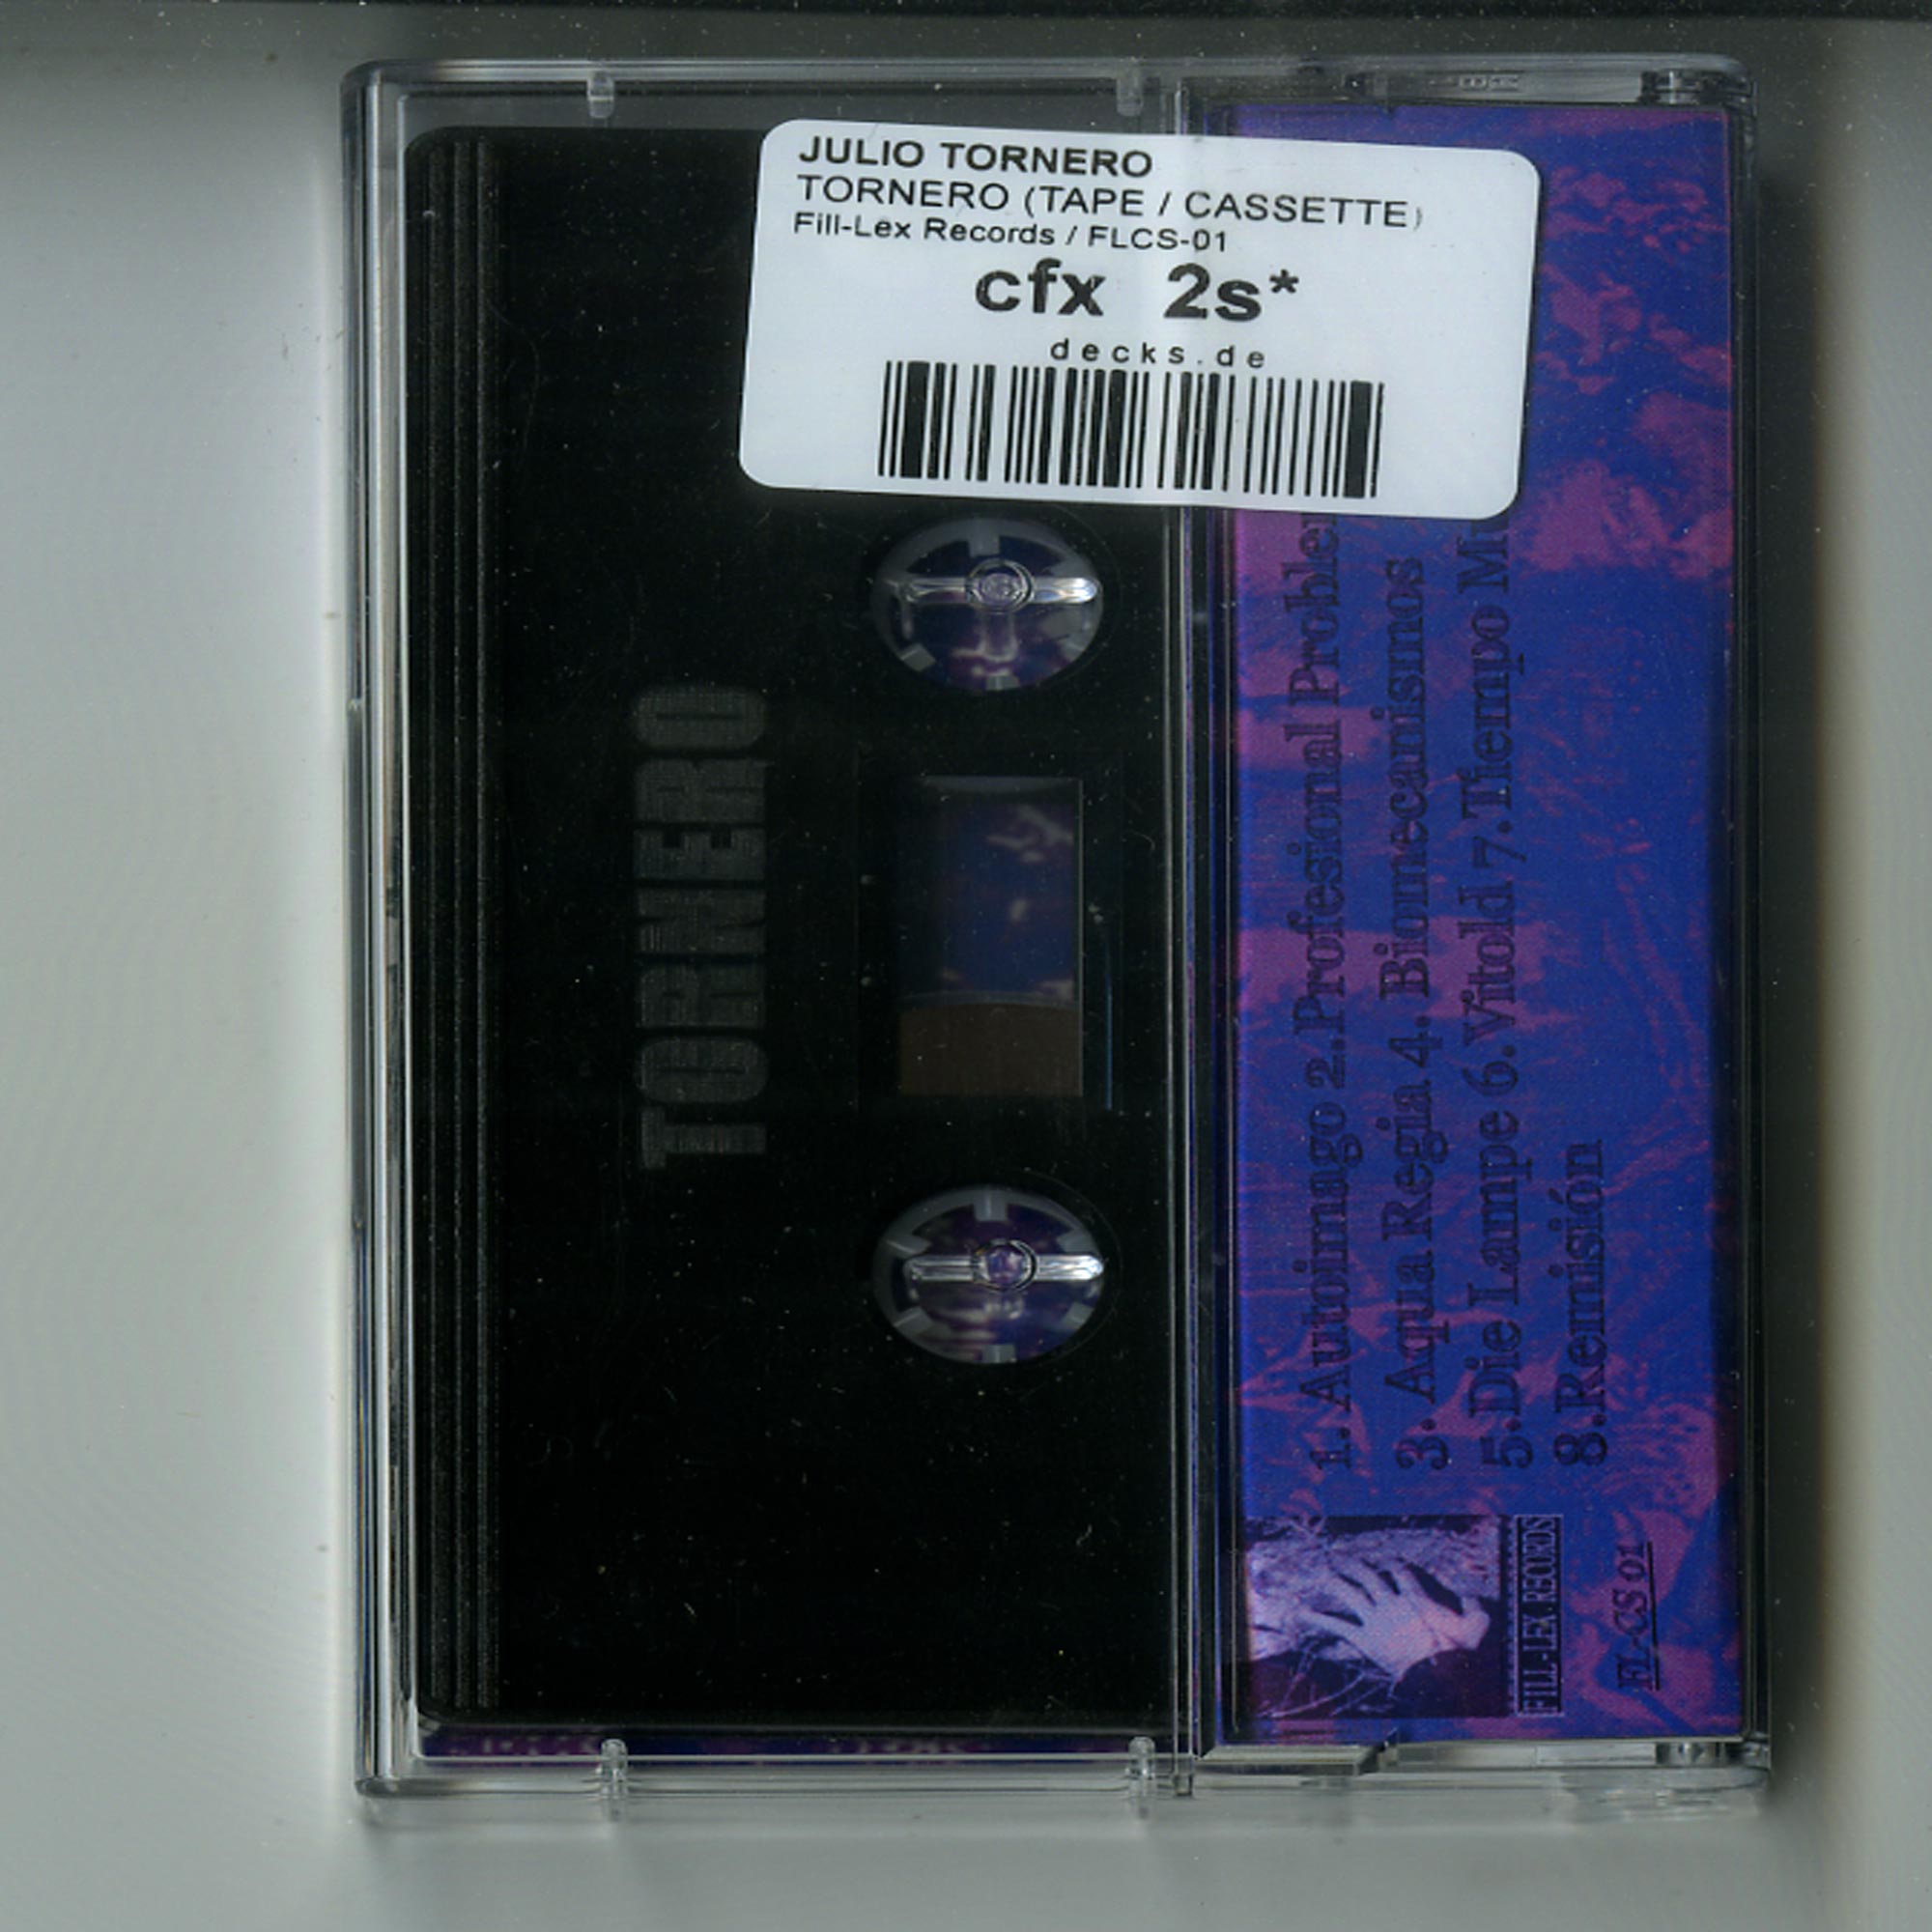 JULIO TORNERO
TORNERO (TAPE / CASSETTE)
Fill-Lex Records / FLCS-01
cfx 2s*
decks.de
TORNERO
1. Autoimago 2.Profesional
3. Aqua Regia 4. Biomecanismos
5.Die Lampe 6.Vitold 7.Tiempo
8.Remisión
FILL-LEX RECORDS
FL-CS 01